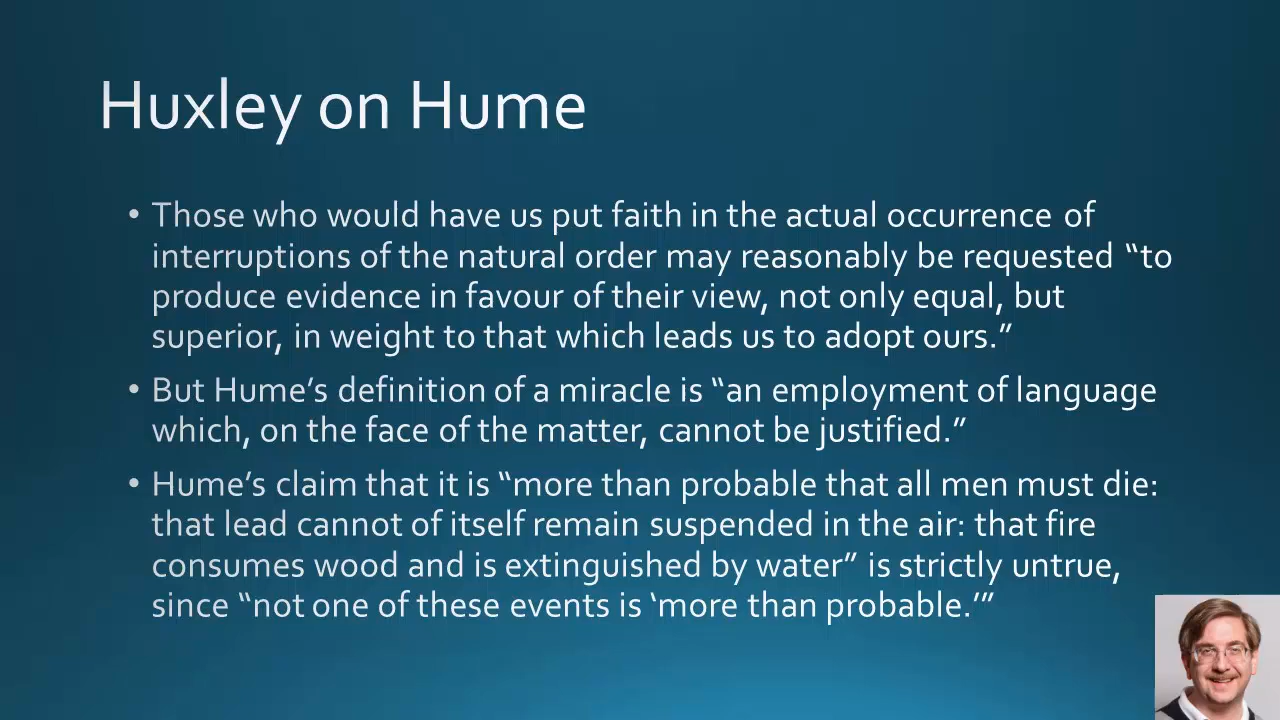 Huxley on Hume
• Those who would have us put faith in the actual occurrence of
interruptions of the natural order may reasonably be requested “to
produce evidence in favour of their view, not only equal, but
superior, in weight to that which leads us to adopt ours.”
• But Hume’s definition of a miracle is “an employment of language
which, on the face of the matter, cannot be justified.”
• Hume’s claim that it is “more than probable that all men must die:
that lead cannot of itself remain suspended in the air: that fire
consumes wood and is extinguished by water” is strictly untrue,
since “not one of these events is ‘more than probable.’”